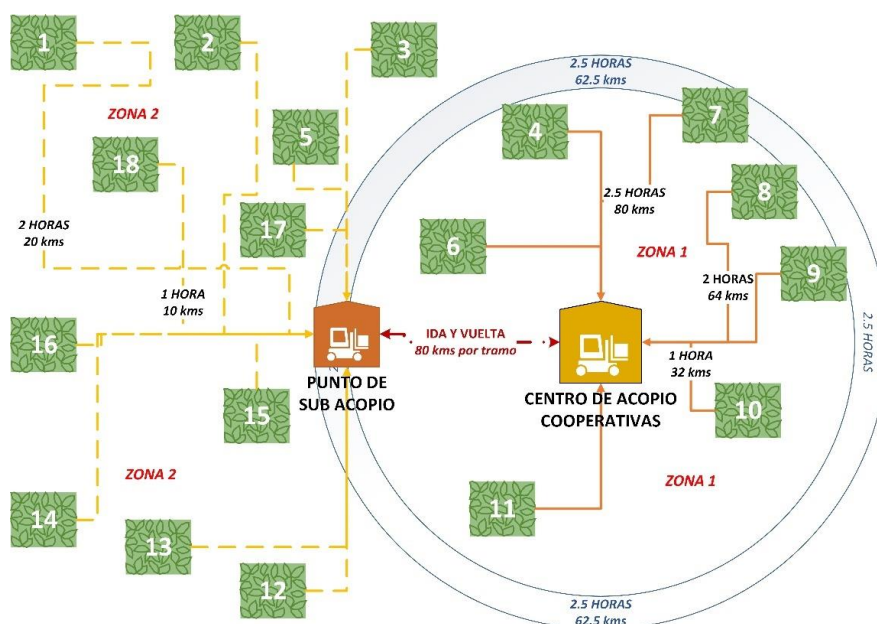 1
2
3
2.5 HORAS
62.5 kms
ZONA 2
5
4
7
18
2.5 HORAS
80 kms
8
2 HORAS
20 kms
17
6
ZONA 1
9
2 HORAS
64 kms
1 HORA
10 kms
2.5 HORAS
16
IDA Y VUELTA
80 kms por tramo
1 HORA
32 kms
PUNTO DE
SUB ACOPIO
CENTRO DE ACOPIO
COOPERATIVAS
15
10
ZONA 2
ZONA 1
14
11
13
12
2.5 HORAS
62.5 kms